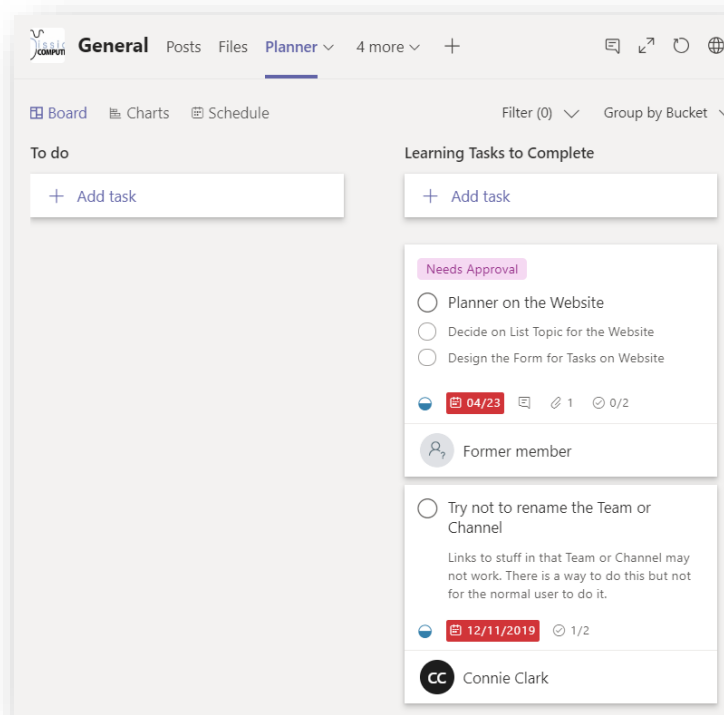 General Posts Files Planner 4 more
Board Charts Schedule Filter (0) Group by Bucket
To do
Add task
Learning Tasks to Complete
Add task
Needs Approval
Planner on the Website
Decide on List Topic for the Website
Design the Form for Tasks on Website
04/23 1 0/2
Former member
Try not to rename the Team or
Channel
Links to stuff in that Team or Channel may
not work. There is a way to do this but not
for the normal user to do it.
12/11/2019 1/2
CC Connie Clark